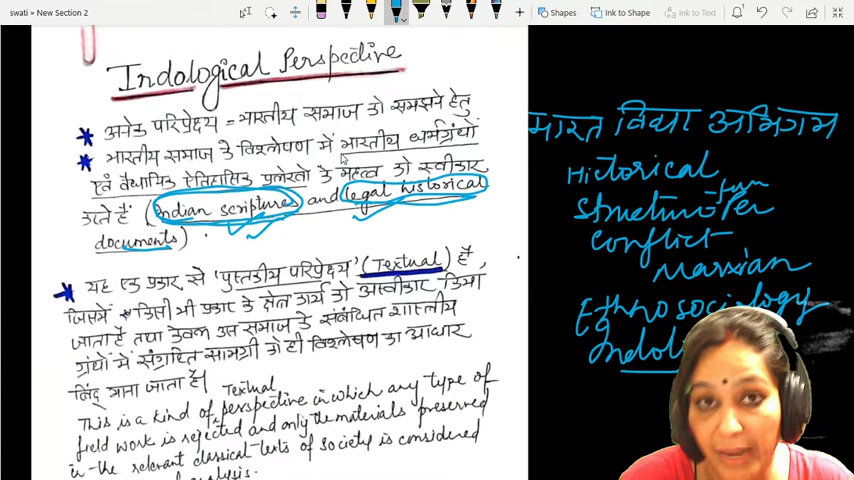 swati » New Section 2
Shapes
Ink to Shape
Ink to Text
Indological Perspective
अनेक परिप्रेक्ष्य = भारतीय समाज को समझने हेतु
भारतीय समाज के विश्लेषण में भारतीय धर्मग्रंथों
एवं वैधानिक ऐतिहासिक प्रलेखों के महत्व को स्वीकार
करते हैं (Indian scriptures and legal historical
documents) .
यह एक प्रकार से 'पुस्तकीय परिप्रेक्ष्य' (Textual) है
जिसमें किसी भी प्रकार के क्षेत्र कार्य को अस्वीकार किया
जाता है तथा केवल उस समाज के संबंधित शास्त्रीय
ग्रंथों में संग्रहित सामग्री को ही विश्लेषण का आधार
बिंदु माना जाता है।
Textual
This is a kind of perspective in which any type of
field work is rejected and only the materials preserved
in the relevant classical texts of society is considered
analysis.
भारत विद्या अभिगम
Historical
Structu- fun
Per
Conflict-
Marxian
Ethnosociology